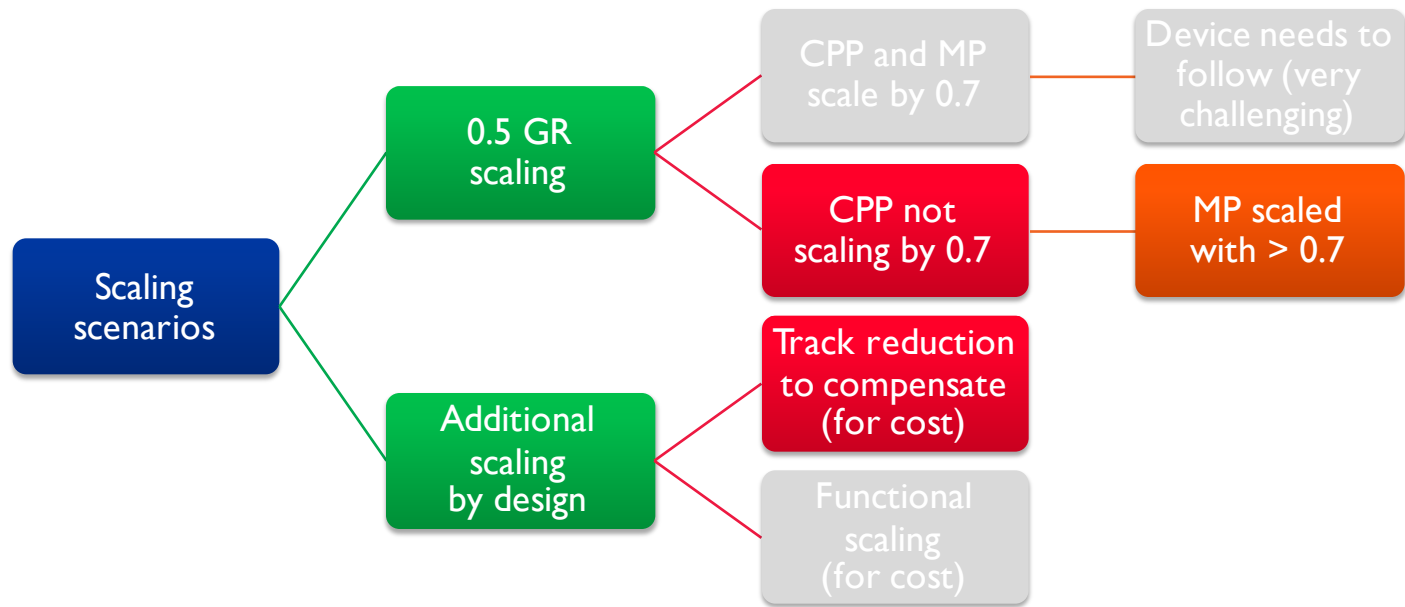 Scaling
scenarios
0.5 GR
scaling
CPP and MP
scale by 0.7
Device needs to
follow (very
challenging)
CPP not
scaling by 0.7
MP scaled
with > 0.7
Additional
scaling
by design
Track reduction
to compensate
(for cost)
Functional
scaling
(for cost)